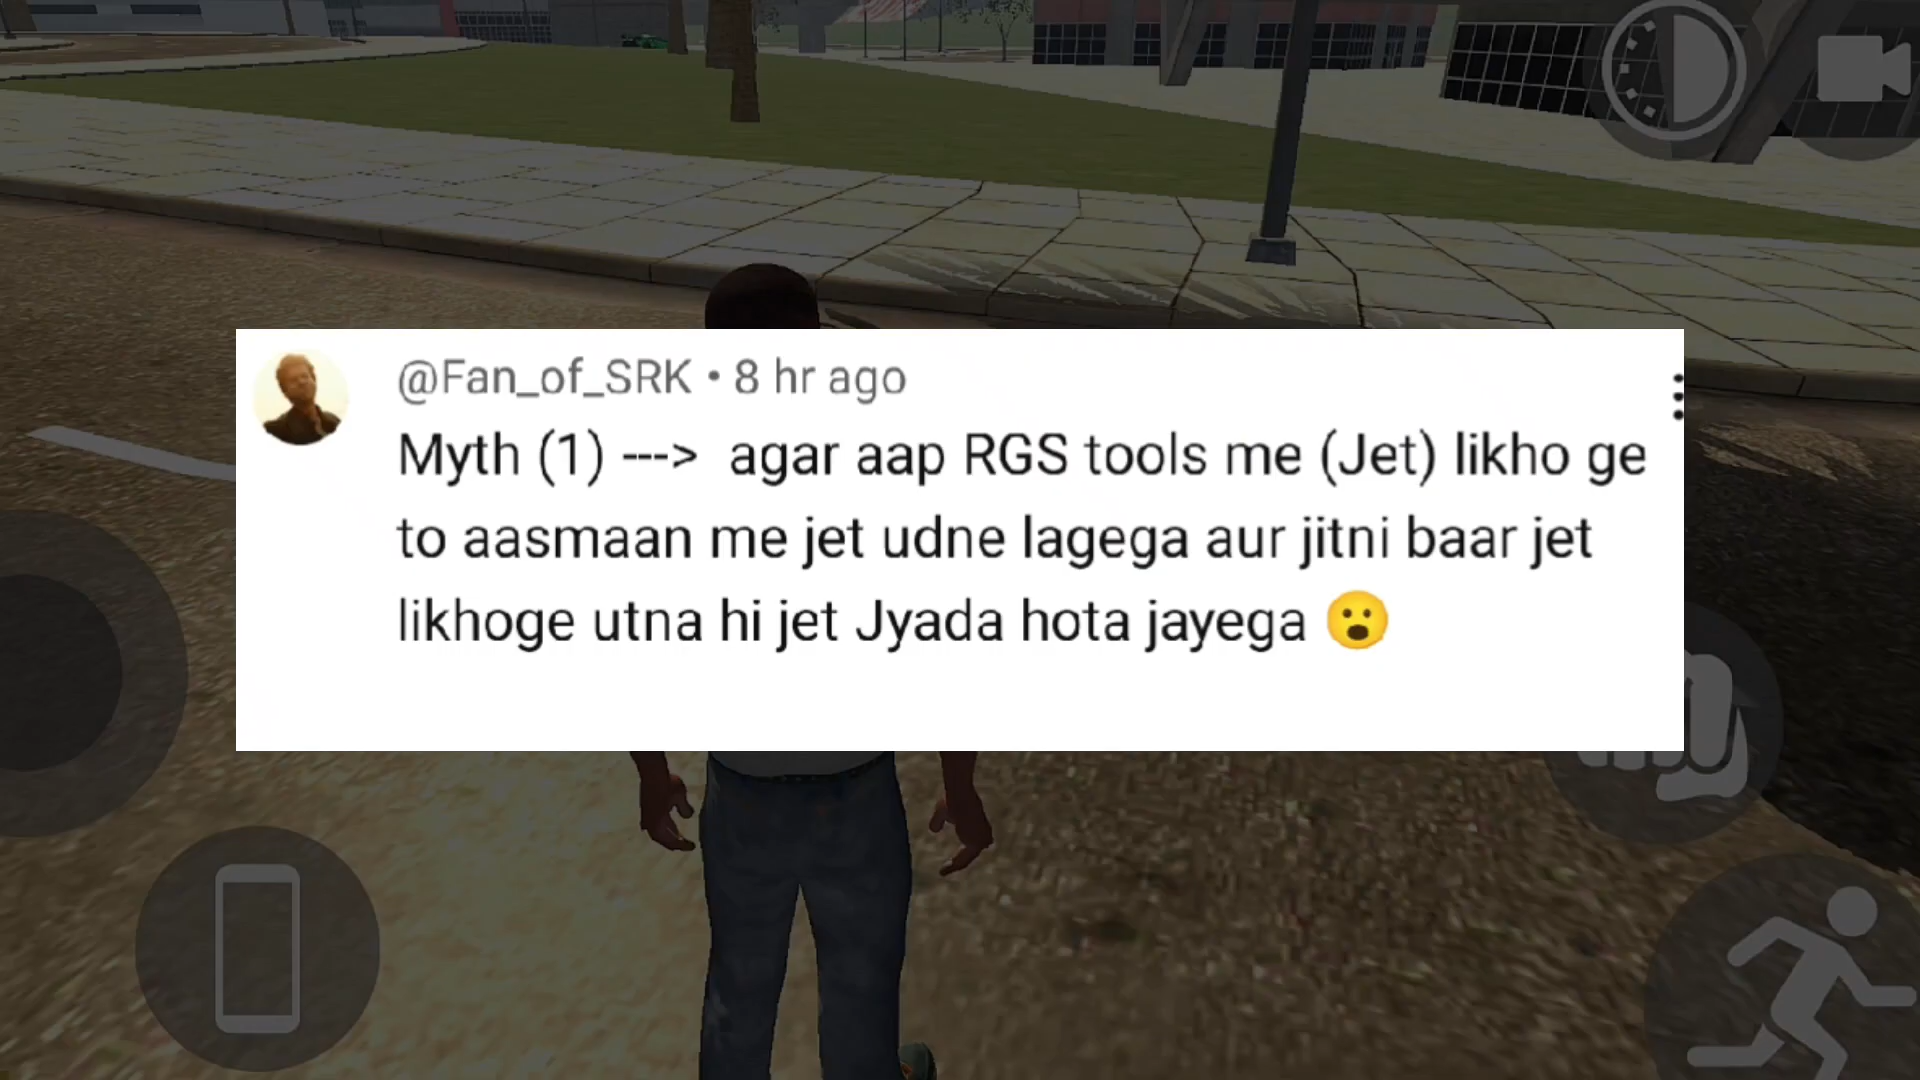 @Fan_of_SRK • 8 hr ago
Myth (1) ---> agar aap RGS tools me (Jet) likho ge
to aasmaan me jet udne lagega aur jitni baar jet
likhoge utna hi jet Jyada hota jayega 😮